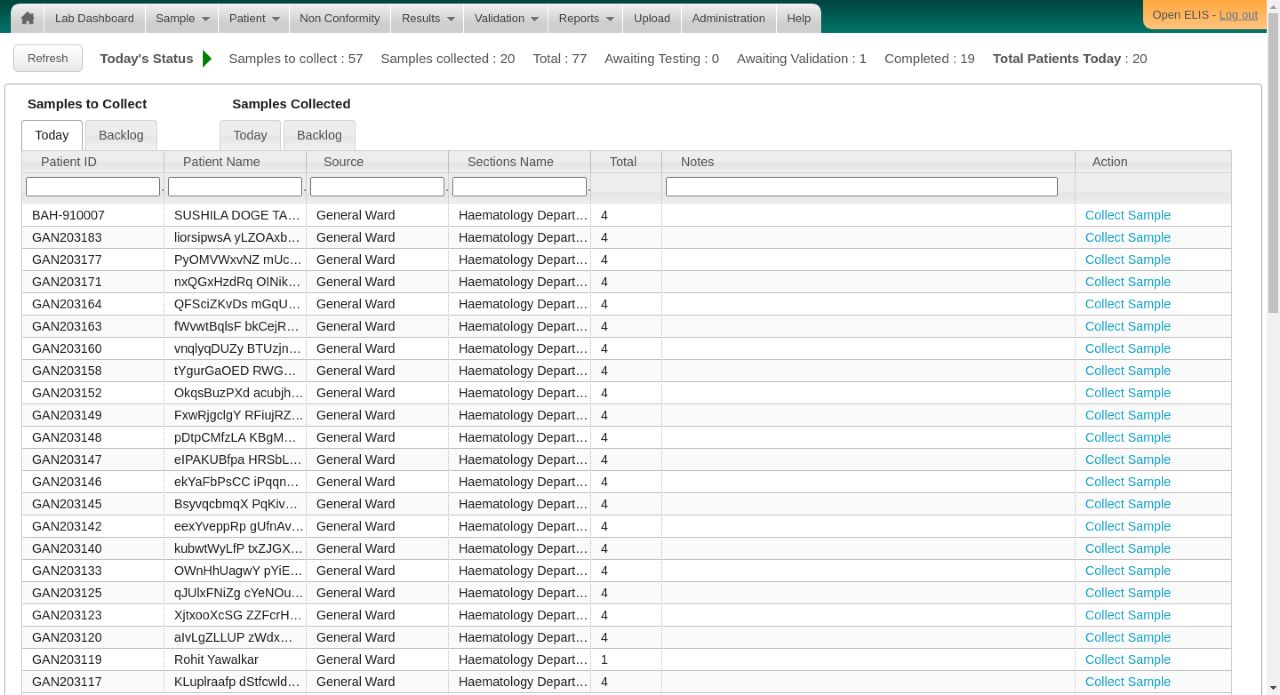 Lab Dashboard Sample Patient Non Conformity Results Validation Reports Upload Administration Help Open ELIS - Log out
Refresh Today's Status Samples to collect : 57 Samples collected : 20 Total : 77 Awaiting Testing : 0 Awaiting Validation : 1 Completed : 19 Total Patients Today : 20
Samples to Collect Samples Collected
Today Backlog Today Backlog
Patient ID Patient Name Source Sections Name Total Notes Action
BAH-910007 SUSHILA DOGE TA... General Ward Haematology Depart... 4 Collect Sample
GAN203183 liorsipwsA yLZOAxb... General Ward Haematology Depart... 4 Collect Sample
GAN203177 PyOMVWxvNZ mUc... General Ward Haematology Depart... 4 Collect Sample
GAN203171 nxQGxHzdRq OINik... General Ward Haematology Depart... 4 Collect Sample
GAN203164 QFSciZKvDs mGqU... General Ward Haematology Depart... 4 Collect Sample
GAN203163 fWvwtBqlsF bkCejR... General Ward Haematology Depart... 4 Collect Sample
GAN203160 vnqlyqDUZy BTUzjn... General Ward Haematology Depart... 4 Collect Sample
GAN203158 tYgurGaOED RWG... General Ward Haematology Depart... 4 Collect Sample
GAN203152 OkqsBuzPXd acubjh... General Ward Haematology Depart... 4 Collect Sample
GAN203149 FxwRjgclgY RFiujRZ... General Ward Haematology Depart... 4 Collect Sample
GAN203148 pDtpCMfzLA KBgM... General Ward Haematology Depart... 4 Collect Sample
GAN203147 eIPAKUBfpa HRSbL... General Ward Haematology Depart... 4 Collect Sample
GAN203146 ekYaFbPsCC iPqqn... General Ward Haematology Depart... 4 Collect Sample
GAN203145 BsyvqcbmqX PqKiv... General Ward Haematology Depart... 4 Collect Sample
GAN203142 eexYveppRp gUfnAv... General Ward Haematology Depart... 4 Collect Sample
GAN203140 kubwtWyLfP txZJGX... General Ward Haematology Depart... 4 Collect Sample
GAN203133 OWnHhUagwY pYiE... General Ward Haematology Depart... 4 Collect Sample
GAN203125 qJUlxFNiZg cYeNOu... General Ward Haematology Depart... 4 Collect Sample
GAN203123 XjtxooXcSG ZZFcrH... General Ward Haematology Depart... 4 Collect Sample
GAN203120 aIvLgZLLUP zWdx... General Ward Haematology Depart... 4 Collect Sample
GAN203119 Rohit Yawalkar General Ward Haematology Depart... 1 Collect Sample
GAN203117 KLuplraafp dStfcwld... General Ward Haematology Depart... 4 Collect Sample